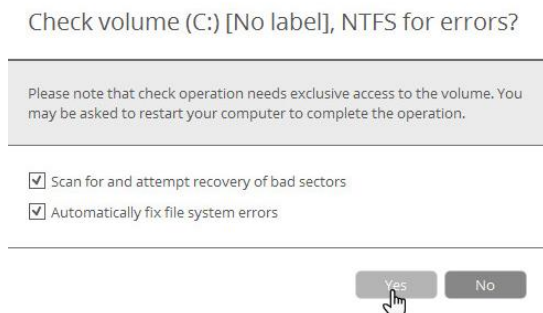 Check volume (C:) [No label], NTFS for errors?
Please note that check operation needs exclusive access to the volume. You
may be asked to restart your computer to complete the operation.
Scan for and attempt recovery of bad sectors
Automatically fix file system errors
Yes No